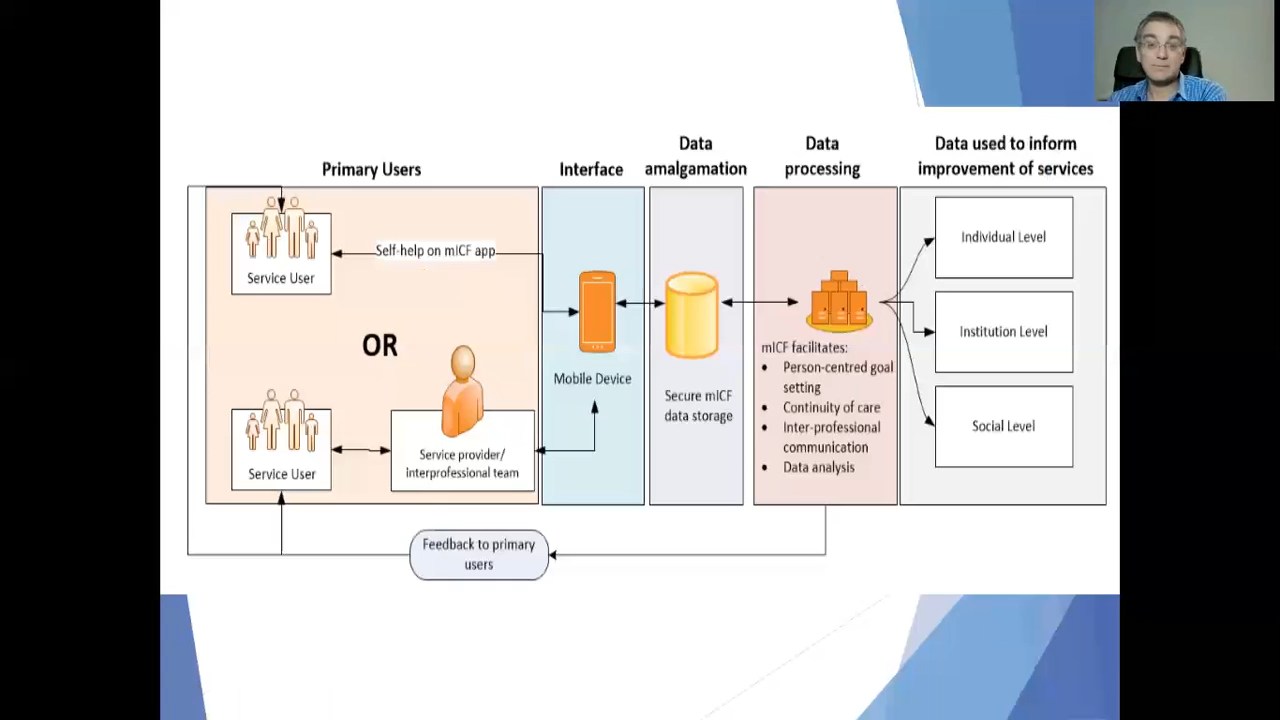 Primary Users
Interface
Data
amalgamation
Data
processing
Data used to inform
improvement of services
Service User
Self-help on mICF app
OR
Service User
Service provider/
interprofessional team
Mobile Device
Secure mICF
data storage
mICF facilitates:
• Person-centred goal
setting
• Continuity of care
• Inter-professional
communication
• Data analysis
Individual Level
Institution Level
Social Level
Feedback to primary
users